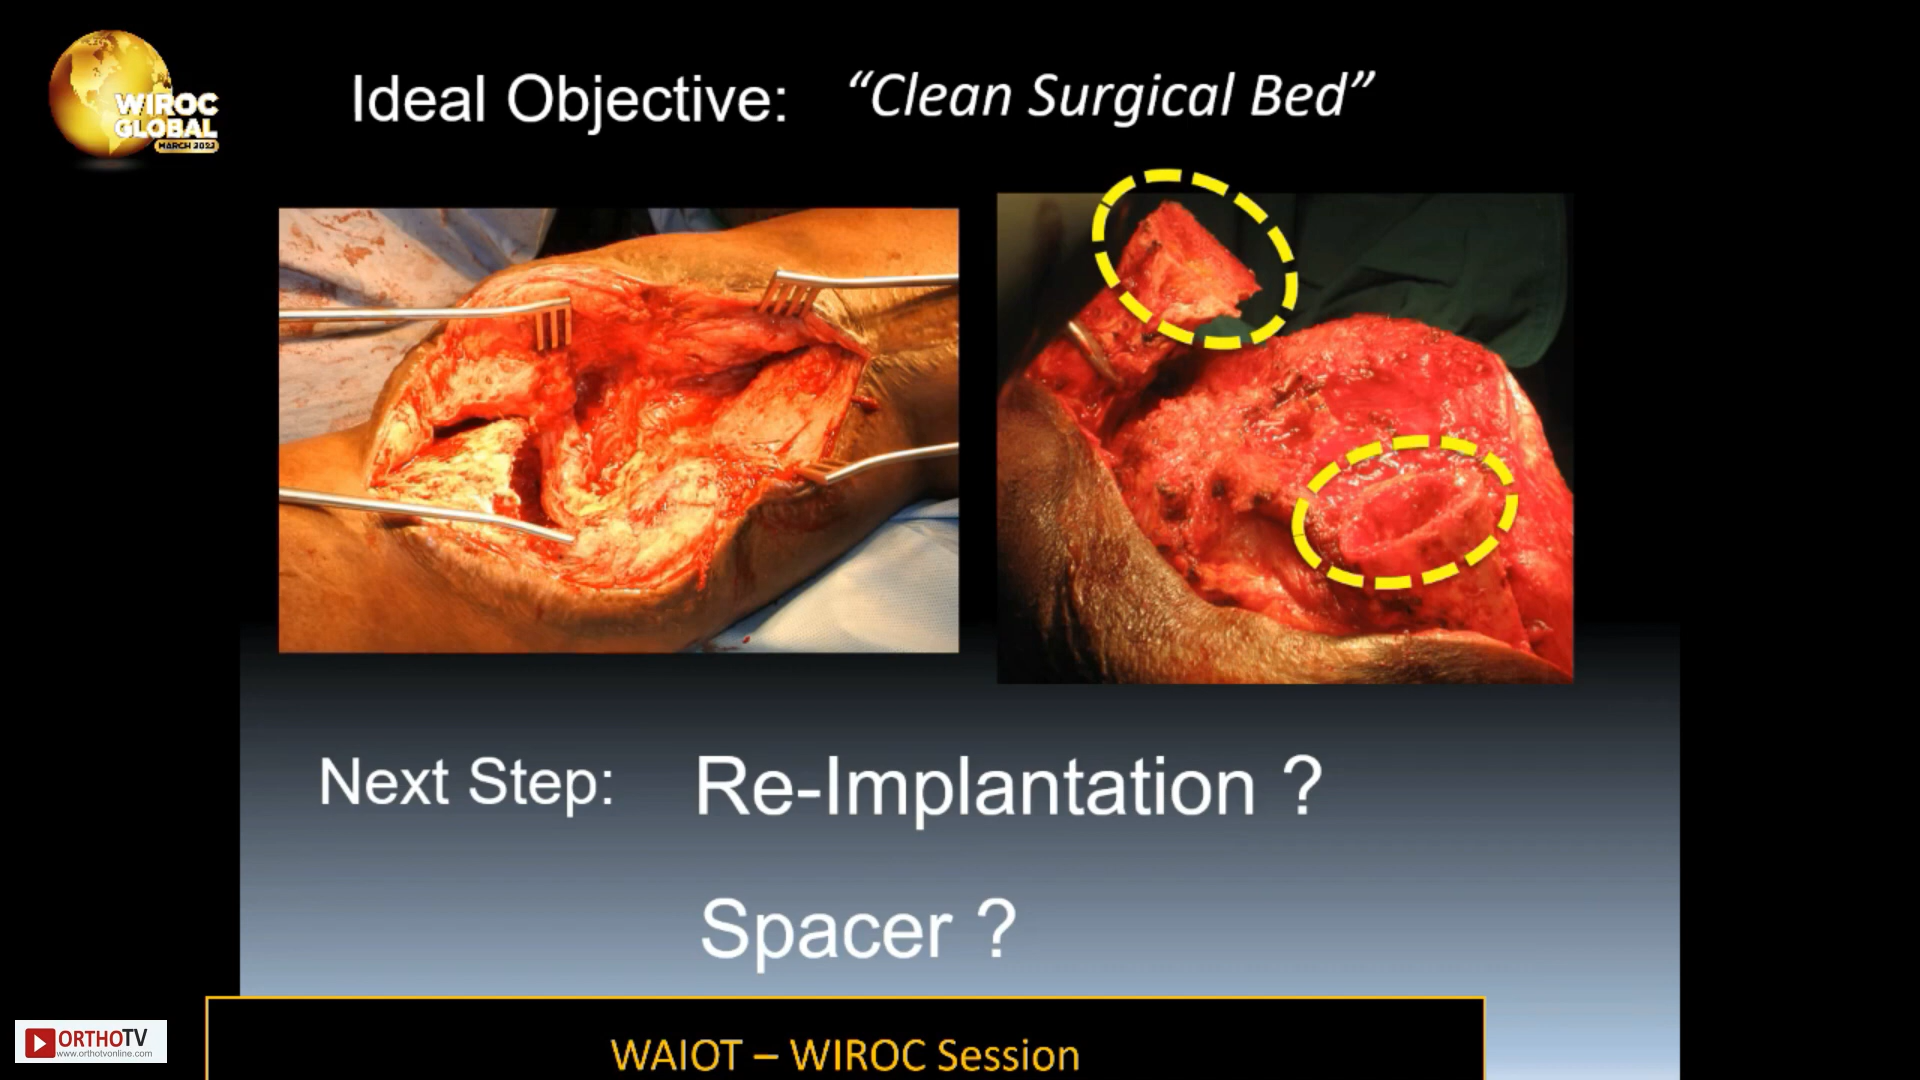 WIROC
GLOBAL
MARCH 2022
Ideal Objective: “Clean Surgical Bed”
Next Step: Re-Implantation ?
Spacer ?
ORTHOTV
www.orthotvonline.com
WAIOT – WIROC Session